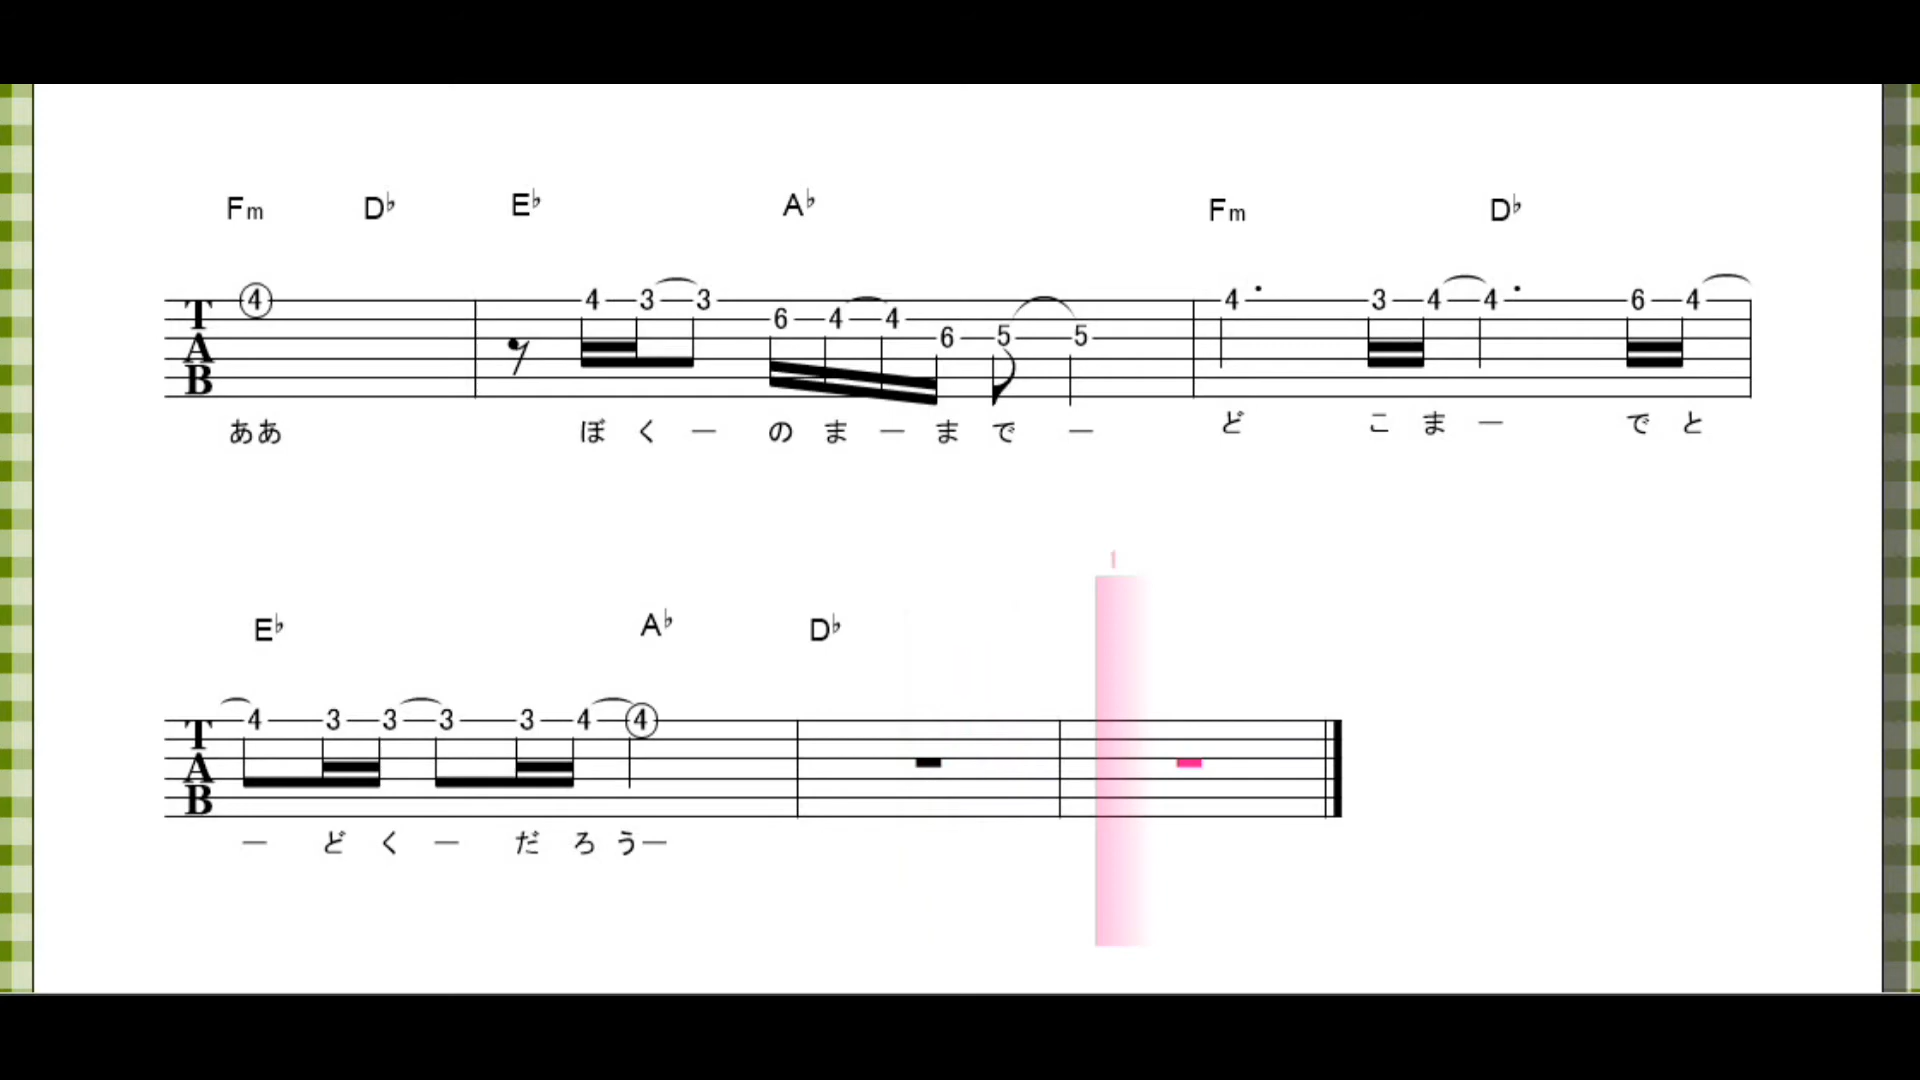 Fm D♭ E♭ A♭ Fm D♭
4 4 3 3 6 4 4 6 5 5 4 3 4 4 6 4
TAB
ああ ぼ く ー の ま ー ま で ー ど こ ま ー で と
1
E♭ A♭ D♭
4 3 3 3 3 4 4
TAB
ー ど く ー だ ろ うー